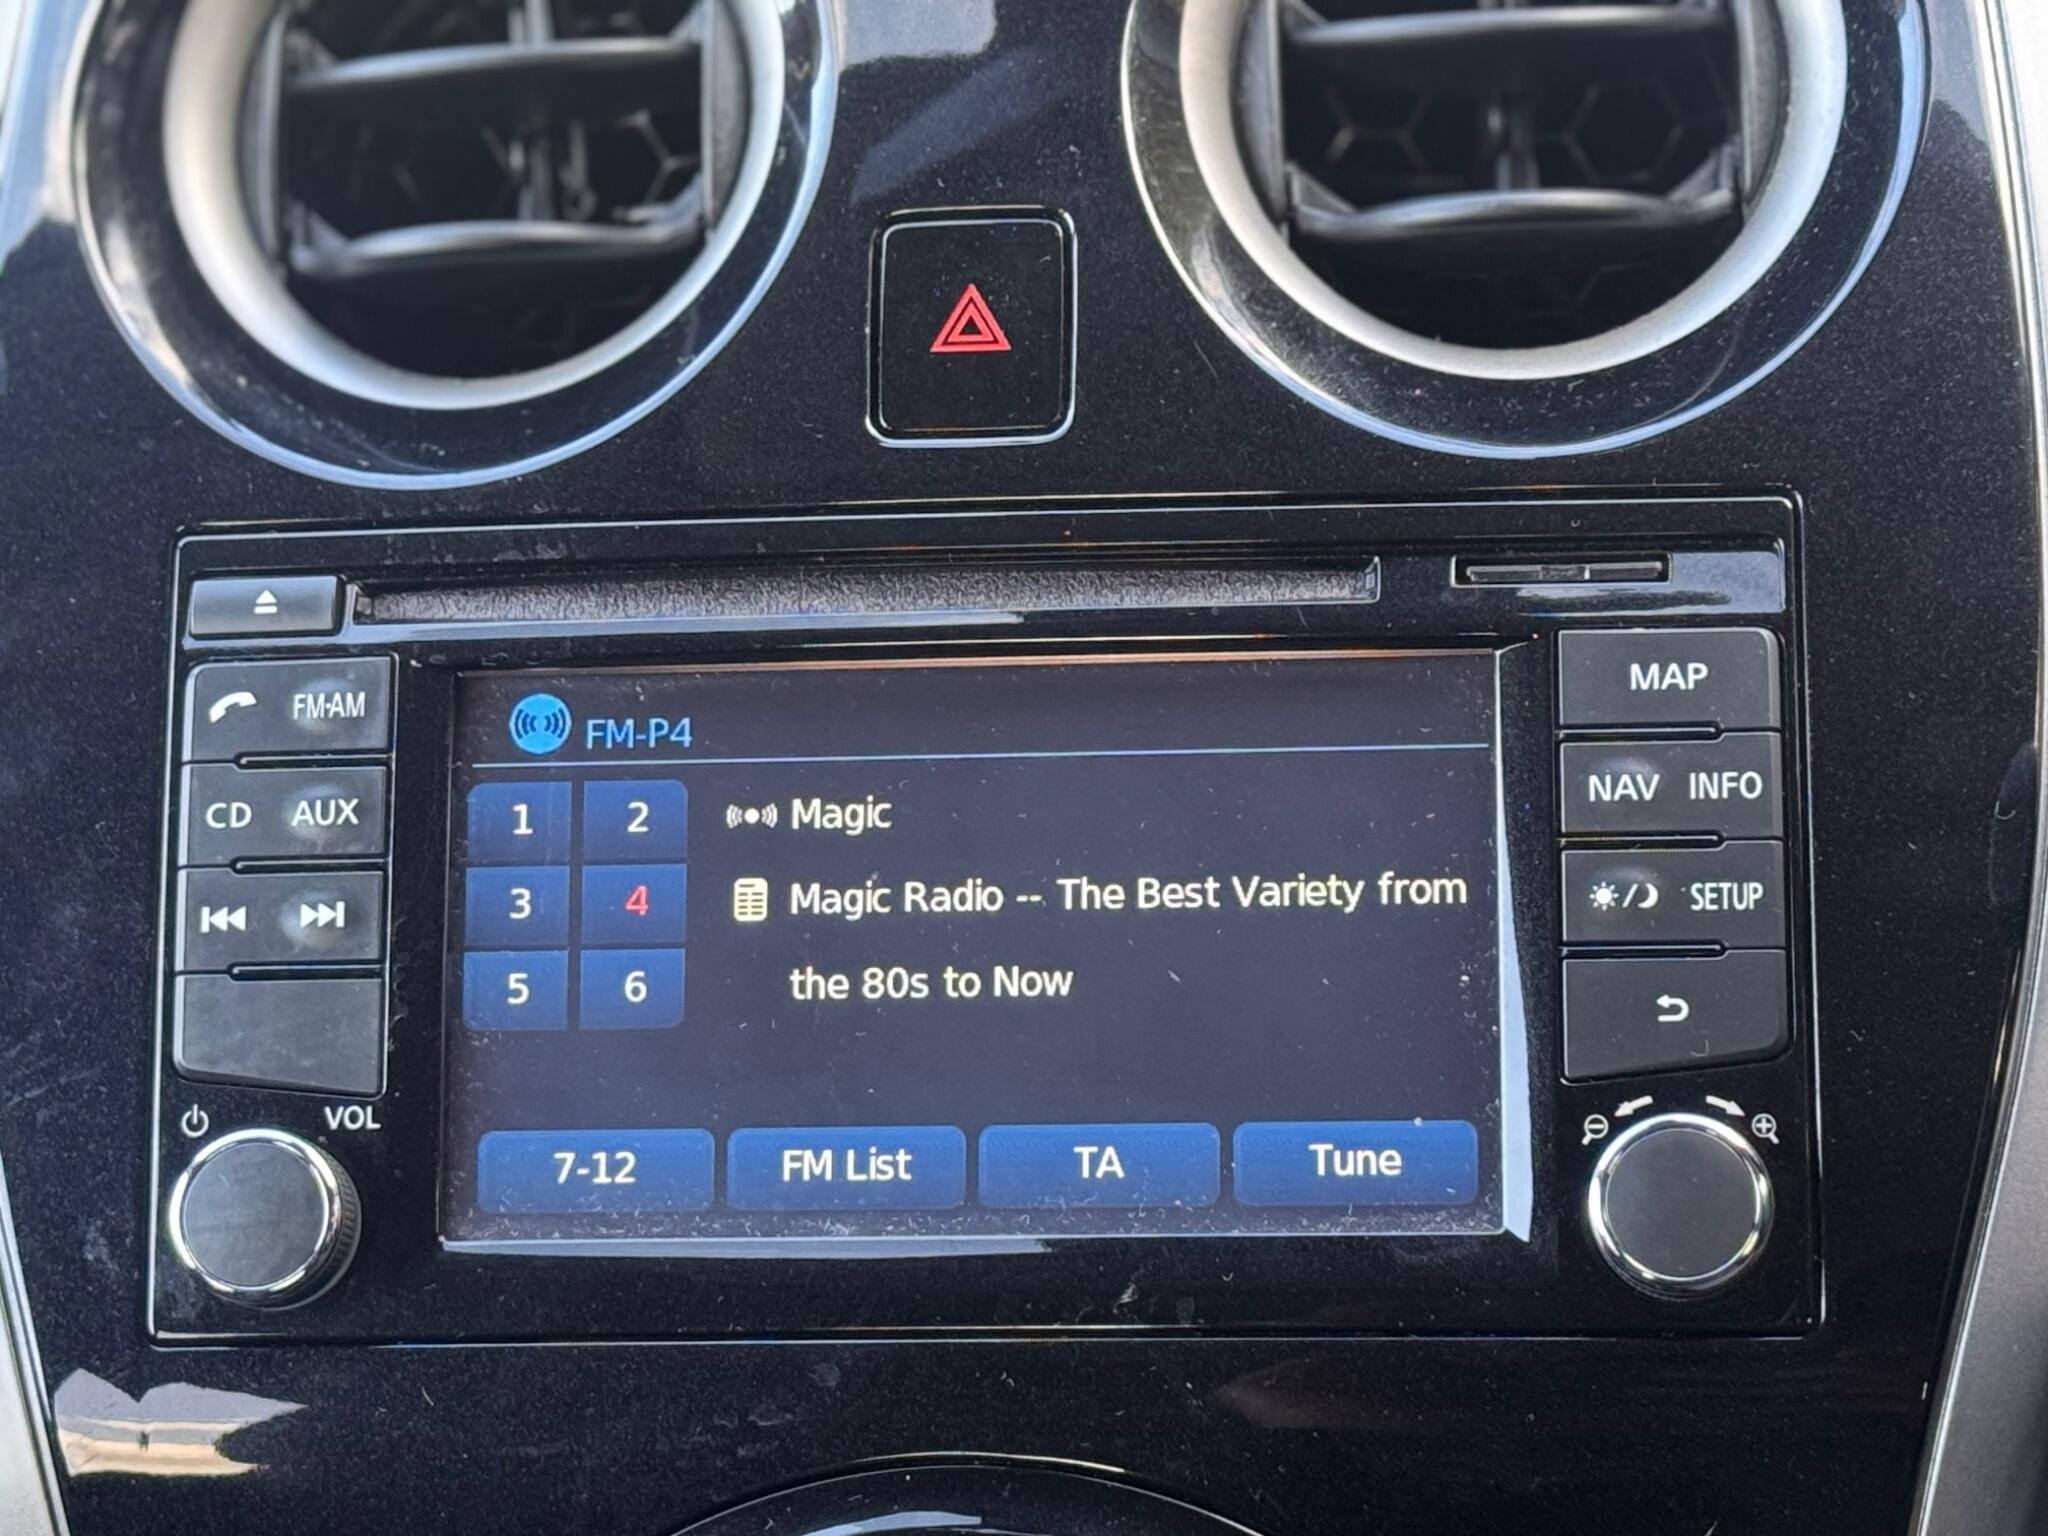 FM-AM
CD AUX
VOL
FM-P4
1 2
3 4
5 6
Magic
Magic Radio -- The Best Variety from
the 80s to Now
7-12 FM List TA Tune
MAP
NAV INFO
SETUP